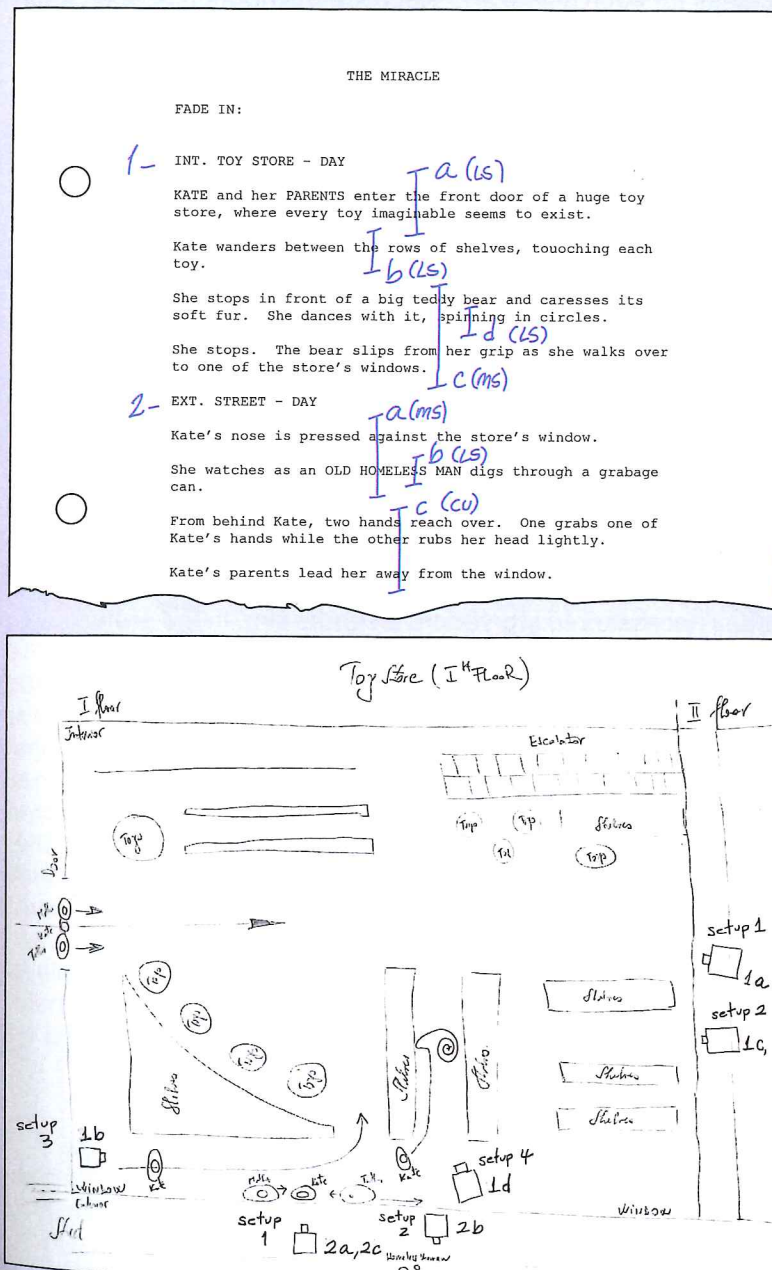 THE MIRACLE
FADE IN:
1- INT. TOY STORE - DAY
a (LS)
KATE and her PARENTS enter the front door of a huge toy
store, where every toy imaginable seems to exist.
Kate wanders between the rows of shelves, touoching each
toy.
b (LS)
She stops in front of a big teddy bear and caresses its
soft fur. She dances with it, spinning in circles.
d (LS)
She stops. The bear slips from her grip as she walks over
to one of the store's windows.
c (MS)
2- EXT. STREET - DAY
a (MS)
Kate's nose is pressed against the store's window.
b (LS)
She watches as an OLD HOMELESS MAN digs through a grabage
can.
c (CU)
From behind Kate, two hands reach over. One grabs one of
Kate's hands while the other rubs her head lightly.
Kate's parents lead her away from the window.
Toy Store (I FLOOR)
I floor
II floor
Interior
Escalator
Toys
Shelves
Door
Kate
setup 1
1a
setup 2
1c,
Shelves
Shelves
Shelves
Shelves
Shelves
Shelves
setup
3
1b
Kate
Kate
Kate
setup 4
1d
WINDOW
WINDOW
setup
1
2a, 2c
setup
2
2b